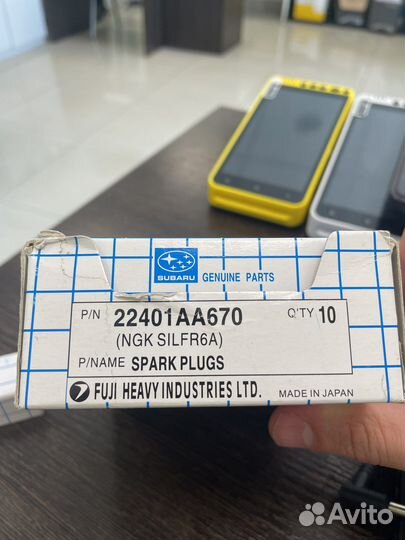 SUBARU
GENUINE PARTS
P/N 22401AA670 Q'TY 10
(NGK SILFR6A)
P/NAME SPARK PLUGS
FUJI HEAVY INDUSTRIES LTD. MADE IN JAPAN
Avito